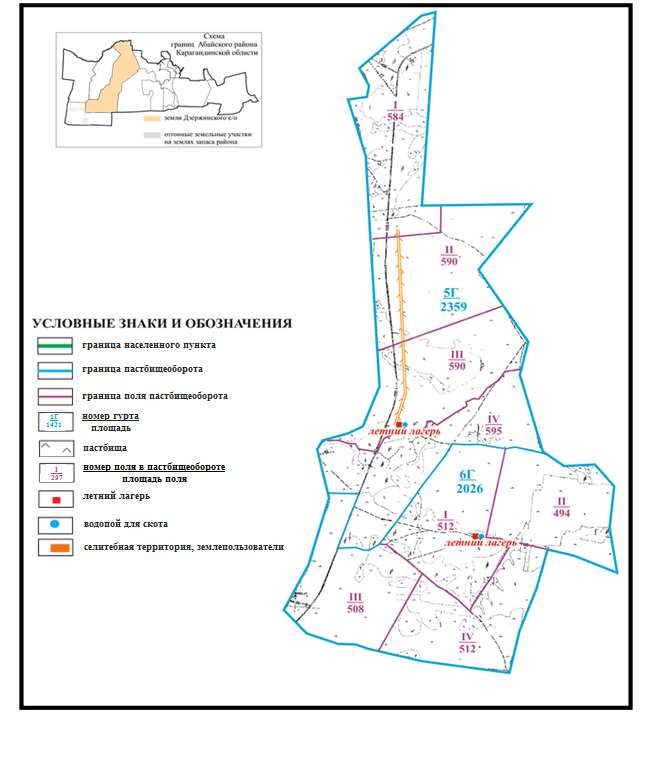 Схема
границ Абайского района
Карагандинской области
земли Дзержинского с/о
отгонные земельные участки
на землях запаса района
I
584
II
590
5Г
2359
III
590
IV
595
летний лагерь
6Г
2026
I
512
II
494
летний лагерь
III
508
IV
512
УСЛОВНЫЕ ЗНАКИ И ОБОЗНАЧЕНИЯ
граница населенного пункта
граница пастбищеоборота
граница поля пастбищеоборота
1Г
1421
номер гурта
площадь
пастбища
I
297
номер поля в пастбищеобороте
площадь поля
летний лагерь
водопой для скота
селитебная территория, землепользователи